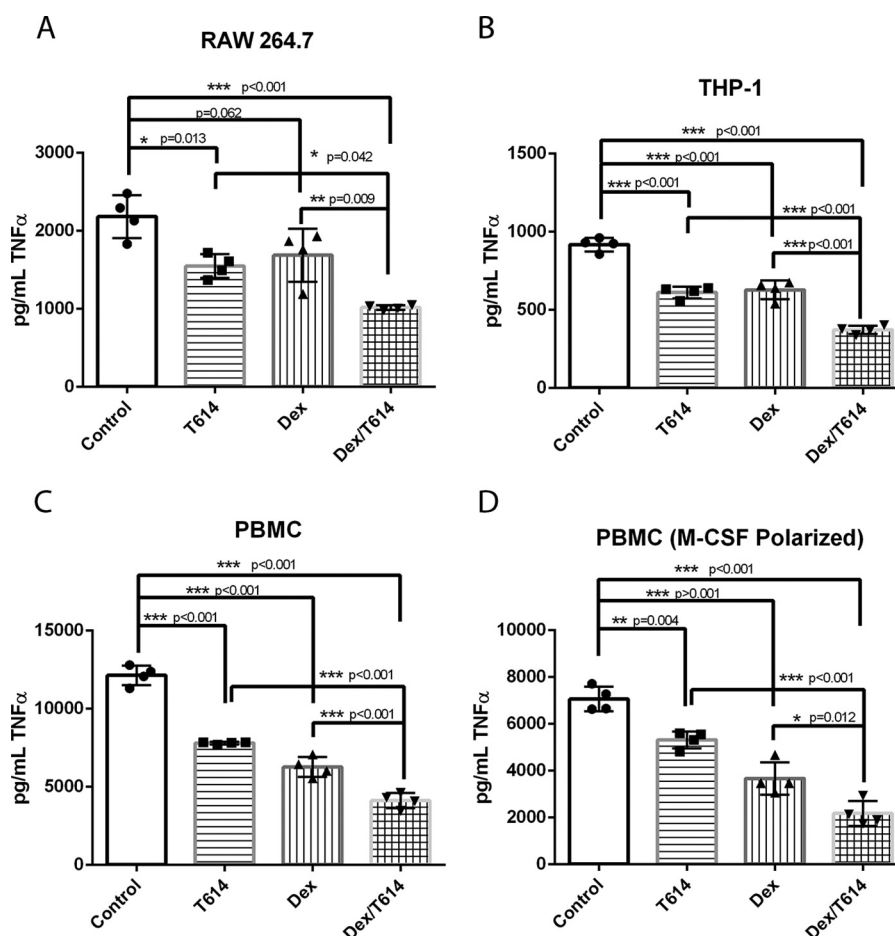 A
RAW 264.7
*** p<0.001
p=0.062
* p=0.013
* p=0.042
** p=0.009
3000
2000
1000
0
pg/mL TNFα
Control
T614
Dex
Dex/T614
B
THP-1
*** p<0.001
*** p<0.001
*** p<0.001
*** p<0.001
***p<0.001
1500
1000
500
0
pg/mL TNFα
Control
T614
Dex
Dex/T614
C
PBMC
*** p<0.001
*** p<0.001
*** p<0.001
*** p<0.001
*** p<0.001
15000
10000
5000
0
pg/mL TNFα
Control
T614
Dex
Dex/T614
D
PBMC (M-CSF Polarized)
*** p<0.001
*** p>0.001
** p=0.004
*** p<0.001
* p=0.012
10000
8000
6000
4000
2000
0
pg/mL TNFα
Control
T614
Dex
Dex/T614